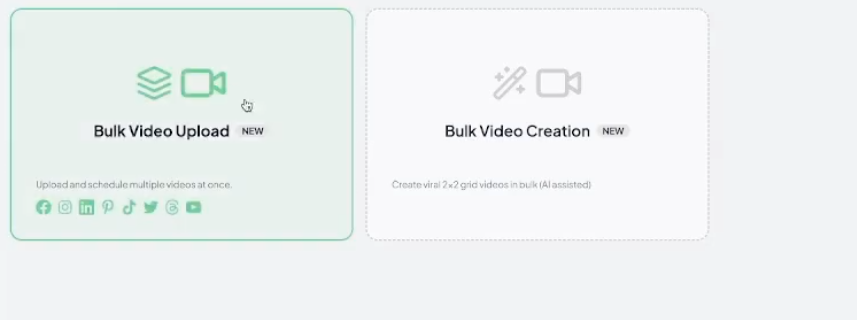 Bulk Video Upload NEW
Upload and schedule multiple videos at once.
Bulk Video Creation NEW
Create viral 2x2 grid videos in bulk (AI assisted)